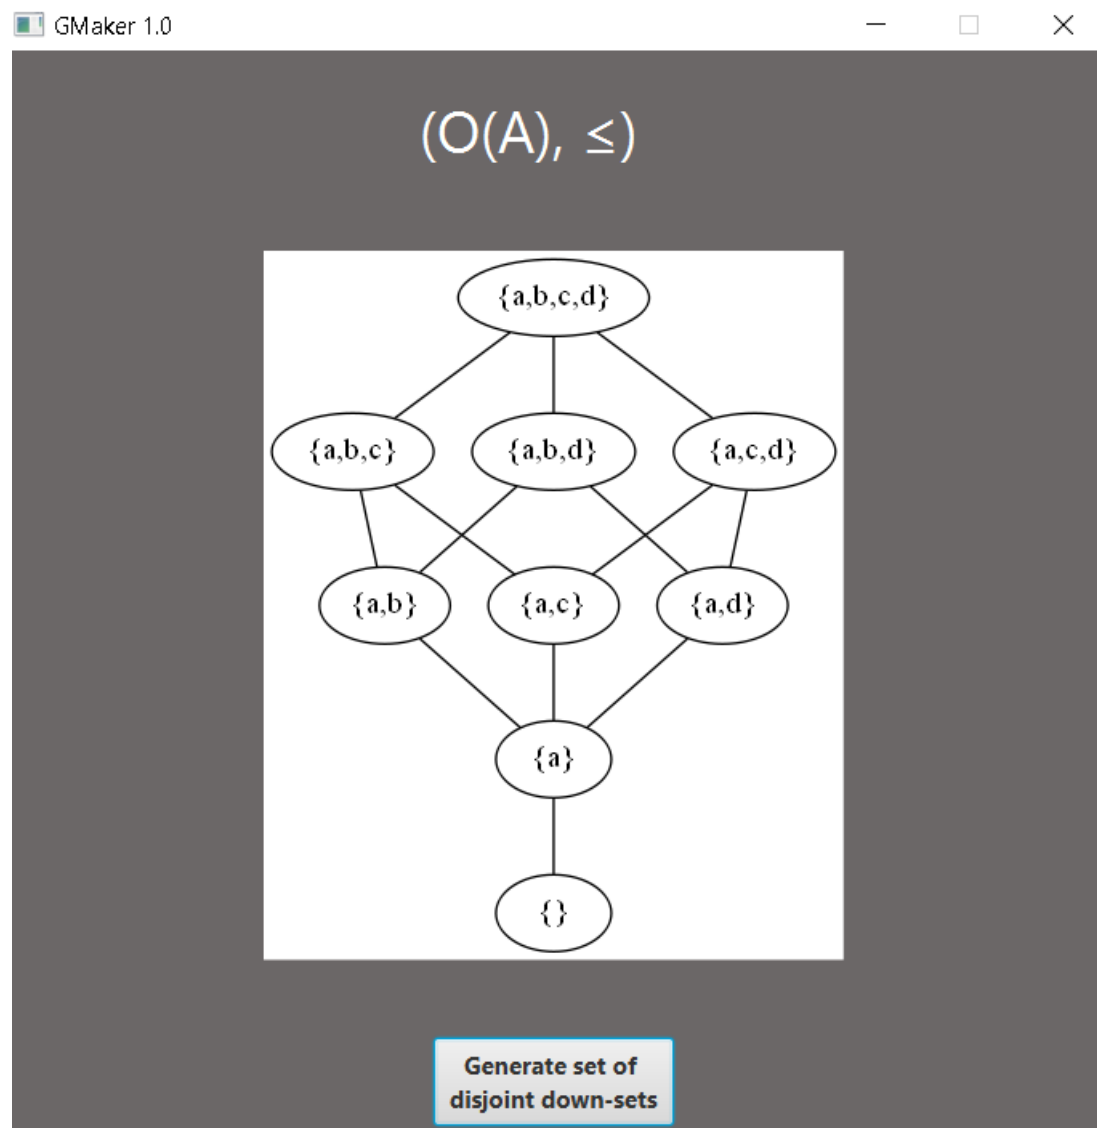 GMaker 1.0
(O(A), ≤)
{a,b,c,d}
{a,b,c} {a,b,d} {a,c,d}
{a,b} {a,c} {a,d}
{a}
{}
Generate set of
disjoint down-sets